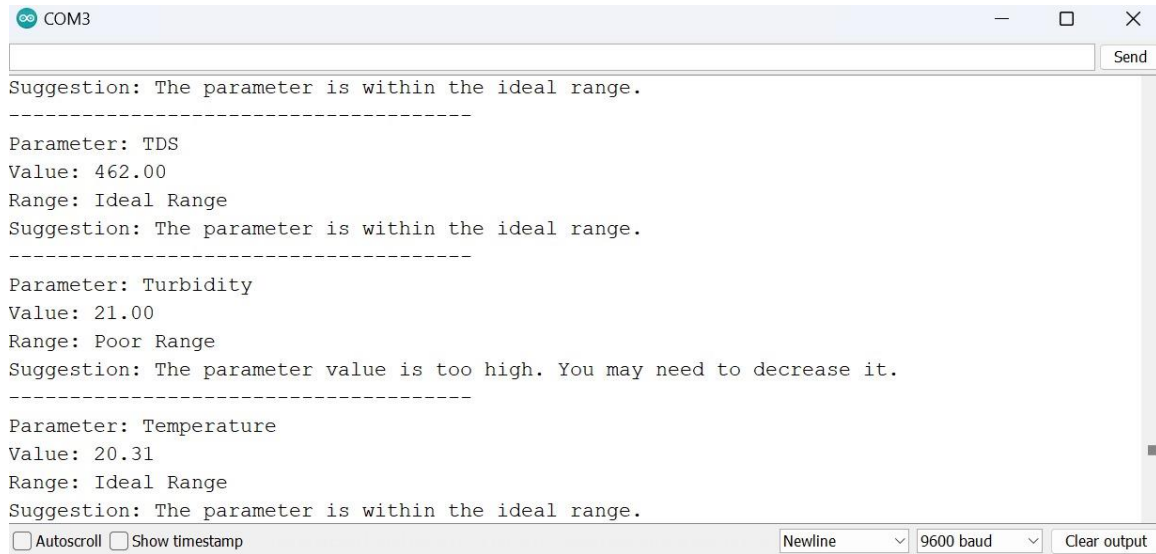 COM3
Send
Suggestion: The parameter is within the ideal range.
--------------------------------------
Parameter: TDS
Value: 462.00
Range: Ideal Range
Suggestion: The parameter is within the ideal range.
--------------------------------------
Parameter: Turbidity
Value: 21.00
Range: Poor Range
Suggestion: The parameter value is too high. You may need to decrease it.
--------------------------------------
Parameter: Temperature
Value: 20.31
Range: Ideal Range
Suggestion: The parameter is within the ideal range.
Autoscroll Show timestamp Newline 9600 baud Clear output